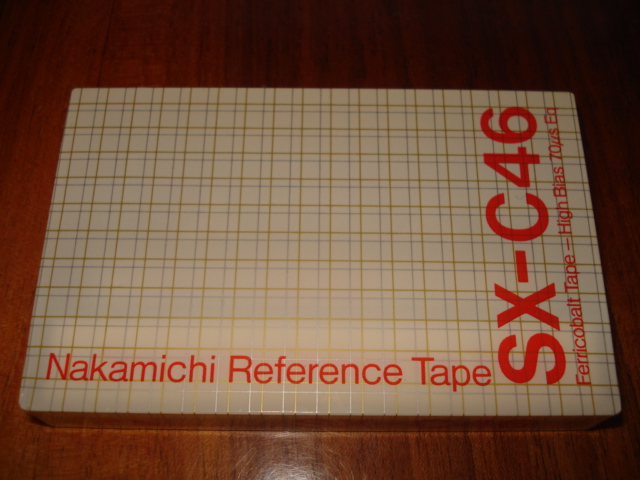 Nakamichi Reference Tape
SX-C46
Ferricobalt Tape — High Bias 70μs Eq